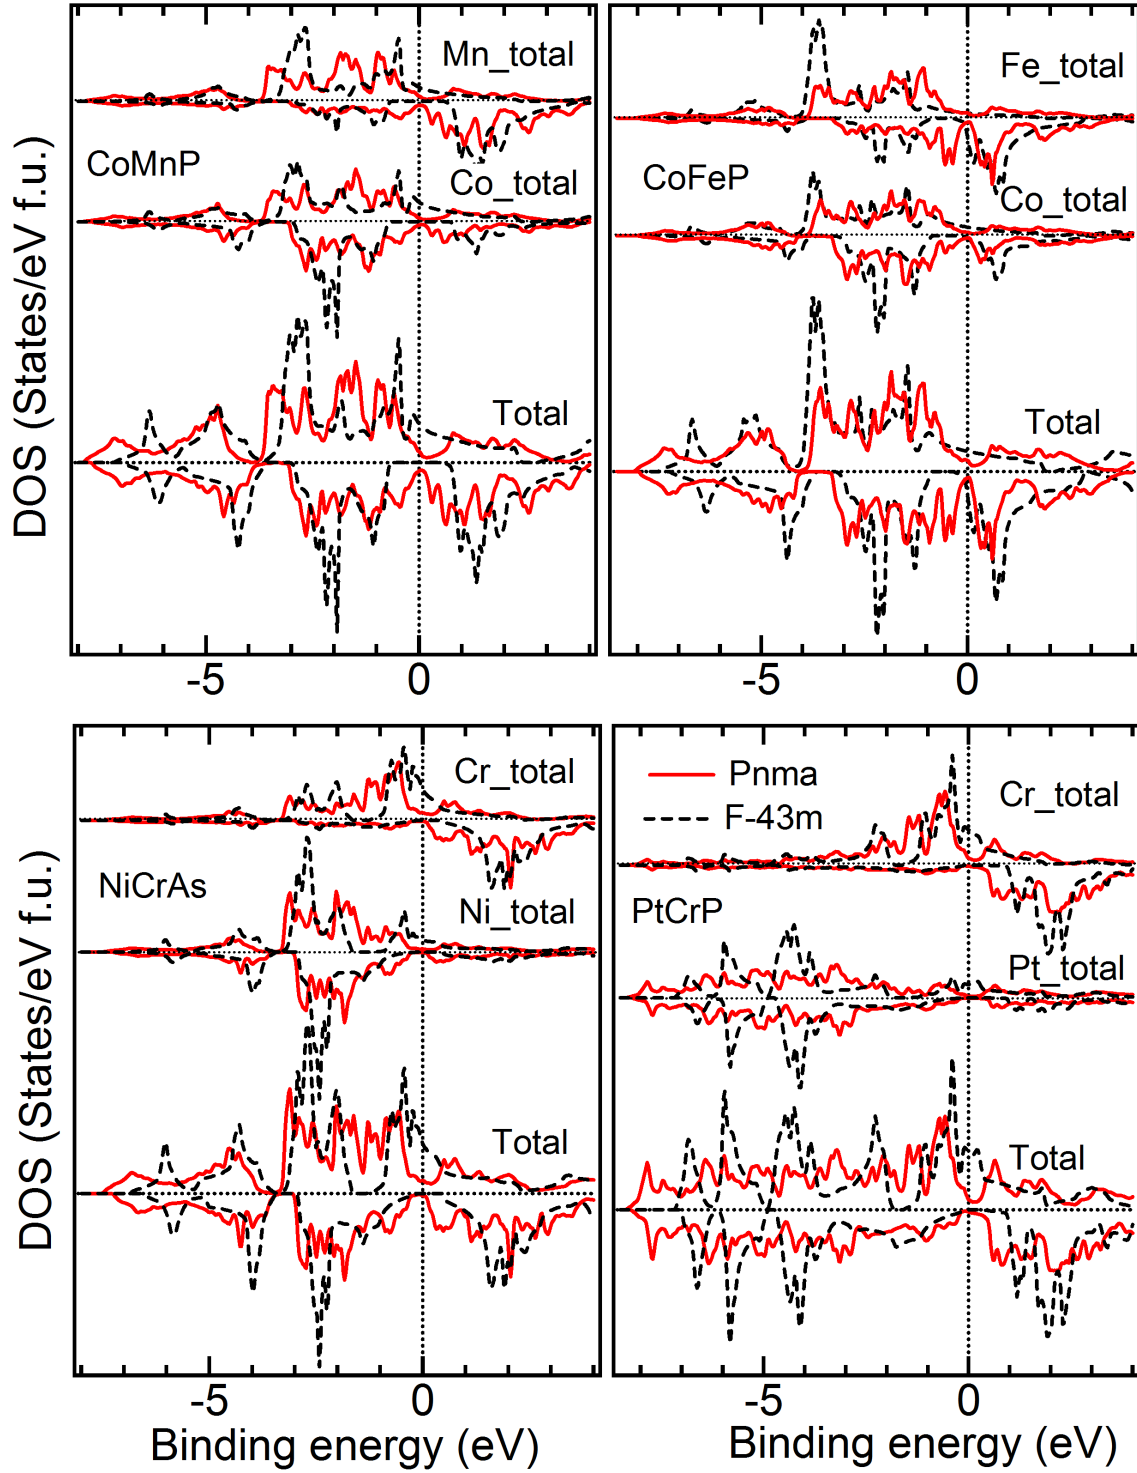 DOS (States/eV f.u.)
Mn_total
CoMnP
Co_total
Total
-5
0
Fe_total
CoFeP
Co_total
Total
-5
0
DOS (States/eV f.u.)
Cr_total
NiCrAs
Ni_total
Total
-5
0
Binding energy (eV)
Pnma
F-43m
Cr_total
PtCrP
Pt_total
Total
-5
0
Binding energy (eV)